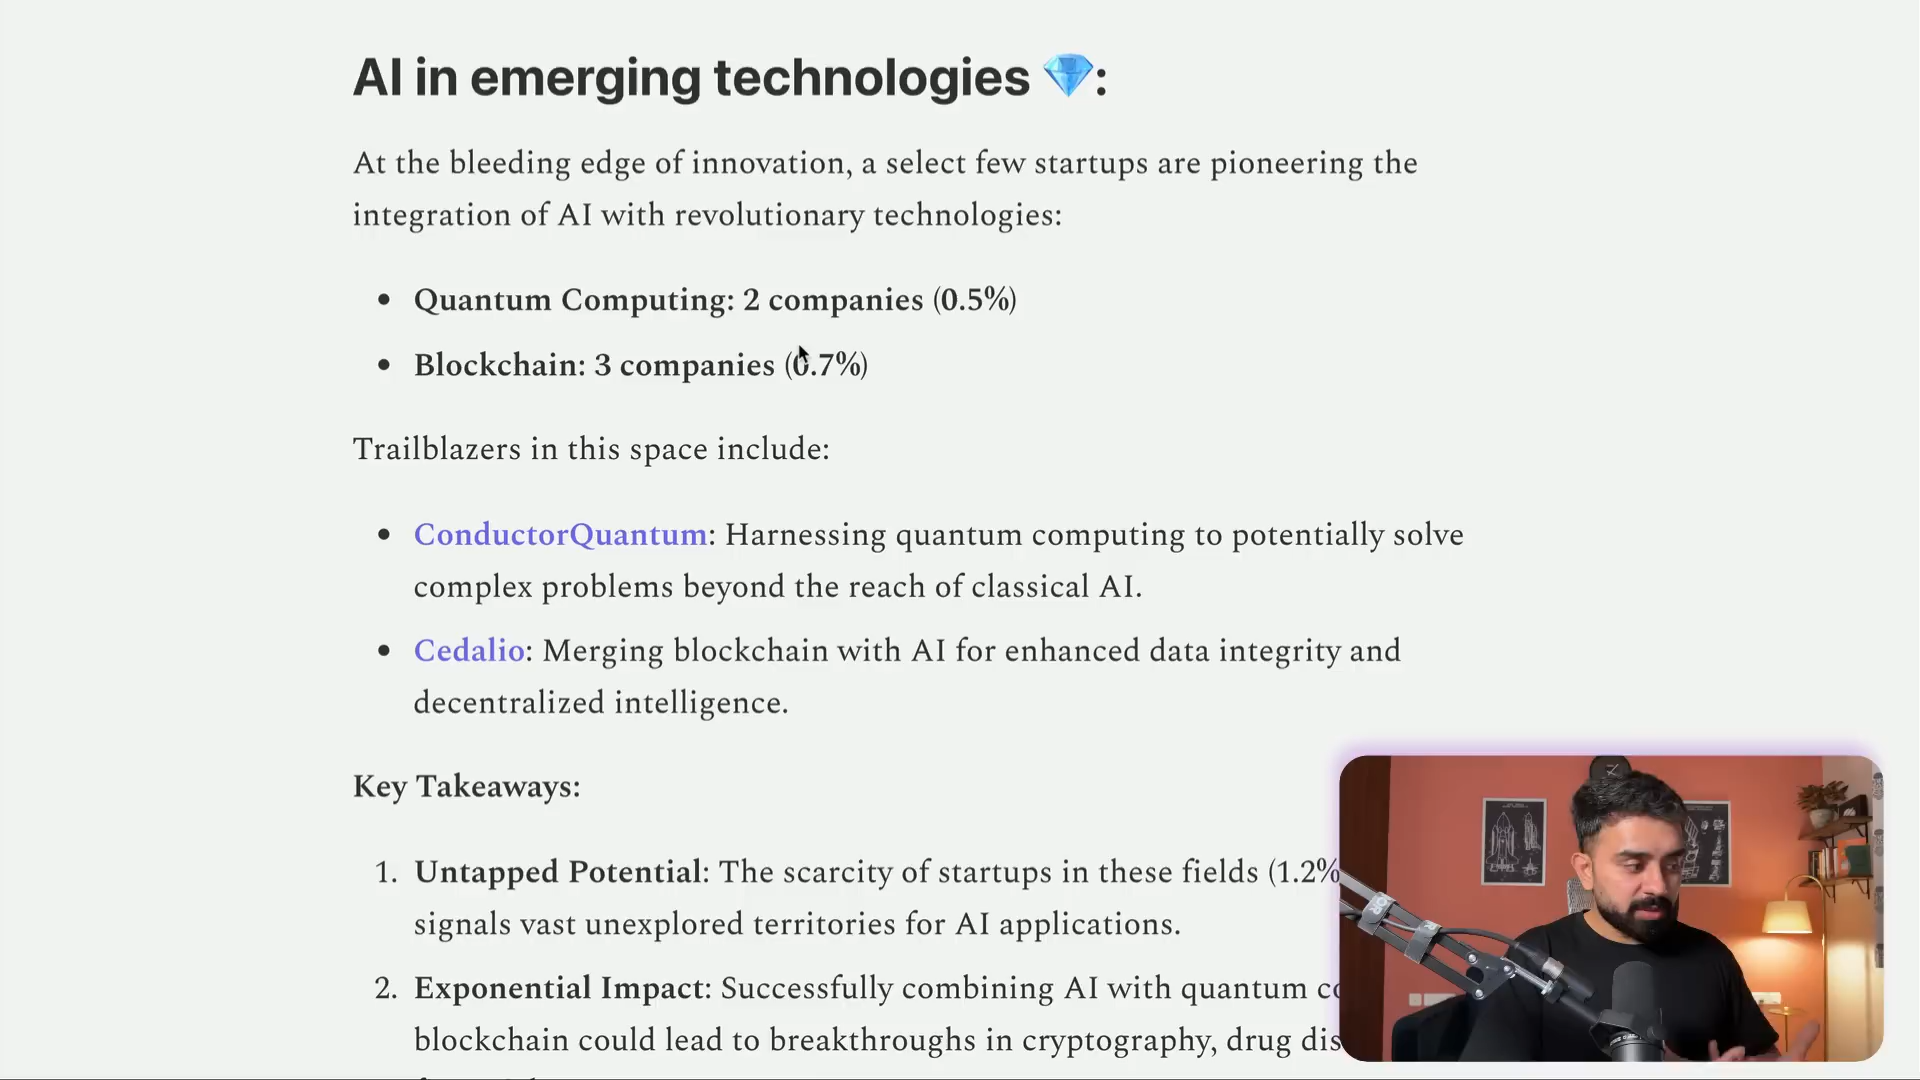 AI in emerging technologies 💎:
At the bleeding edge of innovation, a select few startups are pioneering the
integration of AI with revolutionary technologies:
• Quantum Computing: 2 companies (0.5%)
• Blockchain: 3 companies (0.7%)
Trailblazers in this space include:
• ConductorQuantum: Harnessing quantum computing to potentially solve
complex problems beyond the reach of classical AI.
• Cedalio: Merging blockchain with AI for enhanced data integrity and
decentralized intelligence.
Key Takeaways:
1. Untapped Potential: The scarcity of startups in these fields (1.2%
signals vast unexplored territories for AI applications.
2. Exponential Impact: Successfully combining AI with quantum
blockchain could lead to breakthroughs in cryptography, drug